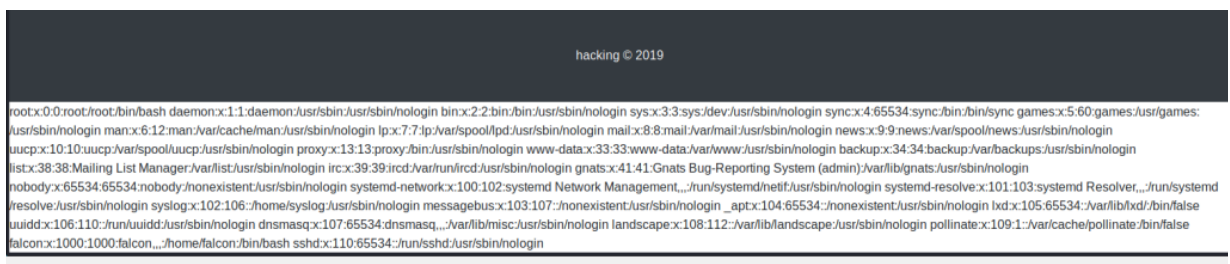 hacking © 2019
root:x:0:0:root:/root:/bin/bash daemon:x:1:1:daemon:/usr/sbin:/usr/sbin/nologin bin:x:2:2:bin:/bin:/usr/sbin/nologin sys:x:3:3:sys:/dev:/usr/sbin/nologin sync:x:4:65534:sync:/bin:/bin/sync games:x:5:60:games:/usr/games:
/usr/sbin/nologin man:x:6:12:man:/var/cache/man:/usr/sbin/nologin lp:x:7:7:lp:/var/spool/lpd:/usr/sbin/nologin mail:x:8:8:mail:/var/mail:/usr/sbin/nologin news:x:9:9:news:/var/spool/news:/usr/sbin/nologin
uucp:x:10:10:uucp:/var/spool/uucp:/usr/sbin/nologin proxy:x:13:13:proxy:/bin:/usr/sbin/nologin www-data:x:33:33:www-data:/var/www:/usr/sbin/nologin backup:x:34:34:backup:/var/backups:/usr/sbin/nologin
list:x:38:38:Mailing List Manager:/var/list:/usr/sbin/nologin irc:x:39:39:ircd:/var/run/ircd:/usr/sbin/nologin gnats:x:41:41:Gnats Bug-Reporting System (admin):/var/lib/gnats:/usr/sbin/nologin
nobody:x:65534:65534:nobody:/nonexistent:/usr/sbin/nologin systemd-network:x:100:102:systemd Network Management,,,:/run/systemd/netif:/usr/sbin/nologin systemd-resolve:x:101:103:systemd Resolver,,,:/run/systemd
/resolve:/usr/sbin/nologin syslog:x:102:106::/home/syslog:/usr/sbin/nologin messagebus:x:103:107::/nonexistent:/usr/sbin/nologin _apt:x:104:65534::/nonexistent:/usr/sbin/nologin lxd:x:105:65534::/var/lib/lxd/:/bin/false
uuidd:x:106:110::/run/uuidd:/usr/sbin/nologin dnsmasq:x:107:65534:dnsmasq,,,:/var/lib/misc:/usr/sbin/nologin landscape:x:108:112::/var/lib/landscape:/usr/sbin/nologin pollinate:x:109:1::/var/cache/pollinate:/bin/false
falcon:x:1000:1000:falcon,,,:/home/falcon:/bin/bash sshd:x:110:65534::/run/sshd:/usr/sbin/nologin